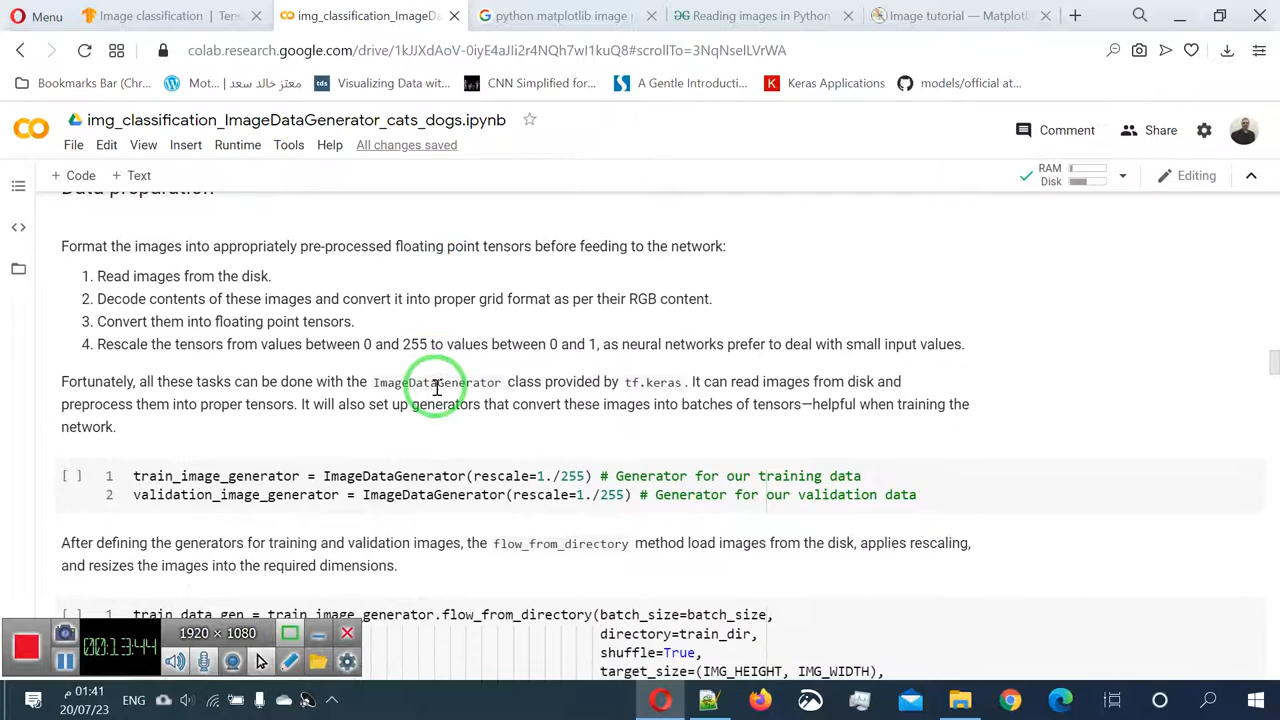 Menu
Image classification | Tens
img_classification_ImageDa
python matplotlib image
Reading images in Python
Image tutorial — Matplotl
colab.research.google.com/drive/1kJJXdAoV-0iyE4aJIi2r4NQh7wI1kuQ8#scrollTo=3NqNselLVrWA
Bookmarks Bar (Chr
معتز خالد سعد | Mot...
Visualizing Data wit...
CNN Simplified for...
A Gentle Introducti...
Keras Applications
models/official at...
img_classification_ImageDataGenerator_cats_dogs.ipynb
File Edit View Insert Runtime Tools Help All changes saved
Comment
Share
+ Code + Text
RAM
Disk
Editing
Data preparation
Format the images into appropriately pre-processed floating point tensors before feeding to the network:
1. Read images from the disk.
2. Decode contents of these images and convert it into proper grid format as per their RGB content.
3. Convert them into floating point tensors.
4. Rescale the tensors from values between 0 and 255 to values between 0 and 1, as neural networks prefer to deal with small input values.
Fortunately, all these tasks can be done with the ImageDataGenerator class provided by tf.keras. It can read images from disk and
preprocess them into proper tensors. It will also set up generators that convert these images into batches of tensors—helpful when training the
network.
[ ] 1 train_image_generator = ImageDataGenerator(rescale=1./255) # Generator for our training data
2 validation_image_generator = ImageDataGenerator(rescale=1./255) # Generator for our validation data
After defining the generators for training and validation images, the flow_from_directory method load images from the disk, applies rescaling,
and resizes the images into the required dimensions.
[ ] 1 train_data_gen = train_image_generator.flow_from_directory(batch_size=batch_size,
directory=train_dir,
shuffle=True,
target_size=(IMG_HEIGHT, IMG_WIDTH),
00:13:44
1920 × 1080
ENG
01:41 م
20/07/23